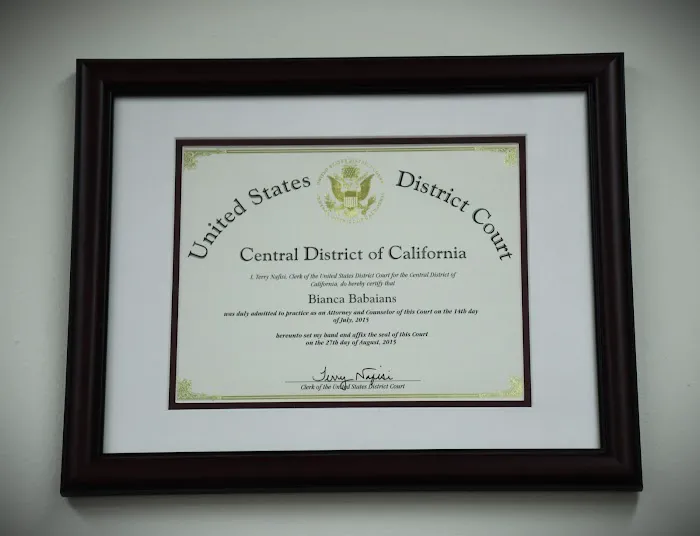 United States District Court
Central District of California
I, Terry Nafisi, Clerk of the United States District Court for the Central District of
California, do hereby certify that
Bianca Babaians
was duly admitted to practice as an Attorney and Counselor of this Court on the 14th day
of July, 2015
hereunto set my hand and affix the seal of this Court
on the 27th day of August, 2015
Terry Nafisi
Clerk of the United States District Court